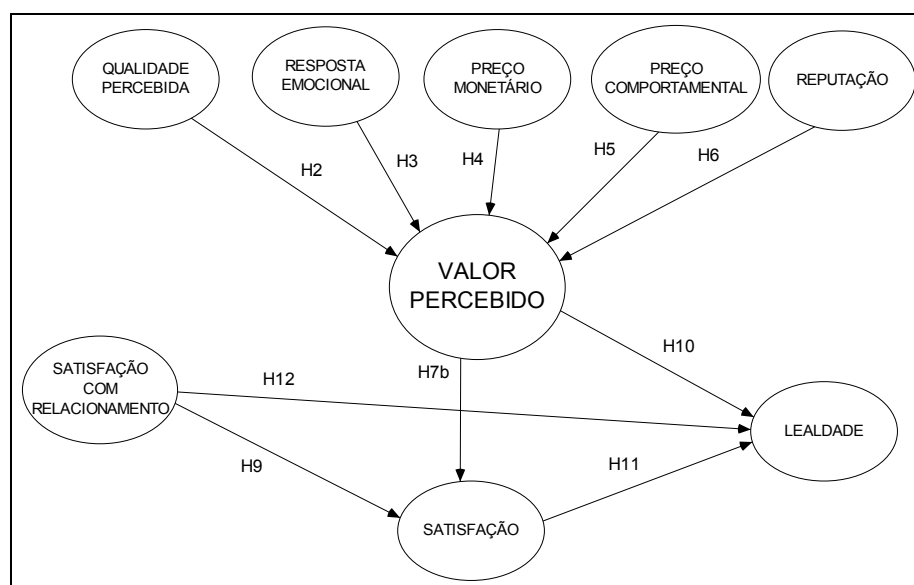 QUALIDADE
PERCEBIDA
RESPOSTA
EMOCIONAL
PREÇO
MONETÁRIO
PREÇO
COMPORTAMENTAL
REPUTAÇÃO
H2
H3
H4
H5
H6
VALOR
PERCEBIDO
SATISFAÇÃO
COM
RELACIONAMENTO
H12
H7b
H10
LEALDADE
H9
H11
SATISFAÇÃO